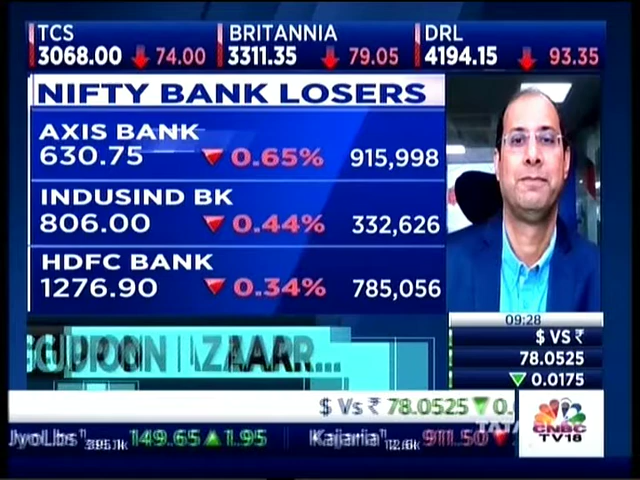 TCS BRITANNIA DRL
3068.00 74.00 3311.35 79.05 4194.15 93.35
NIFTY BANK LOSERS
AXIS BANK
630.75 0.65% 915,998
INDUSIND BK
806.00 0.44% 332,626
HDFC BANK
1276.90 0.34% 785,056
09:28
$ VS ₹
78.0525
0.0175
$ Vs ₹ 78.0525 0.
CNBC
TV18
JyoLbs 149.65 1.95 Kajaria 911.50